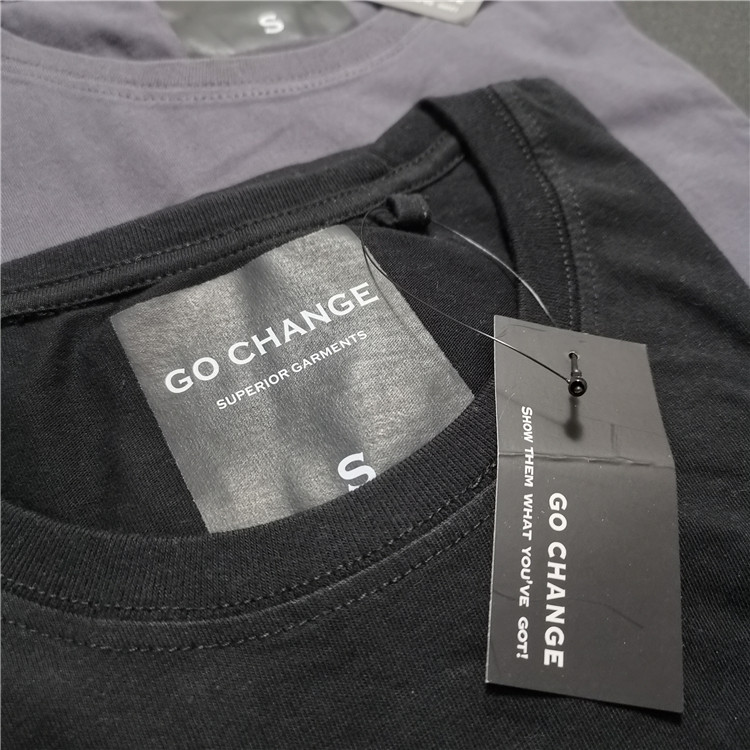 S
GO CHANGE
SUPERIOR GARMENTS
S
GO CHANGE
SHOW THEM WHAT YOU'VE GOT!